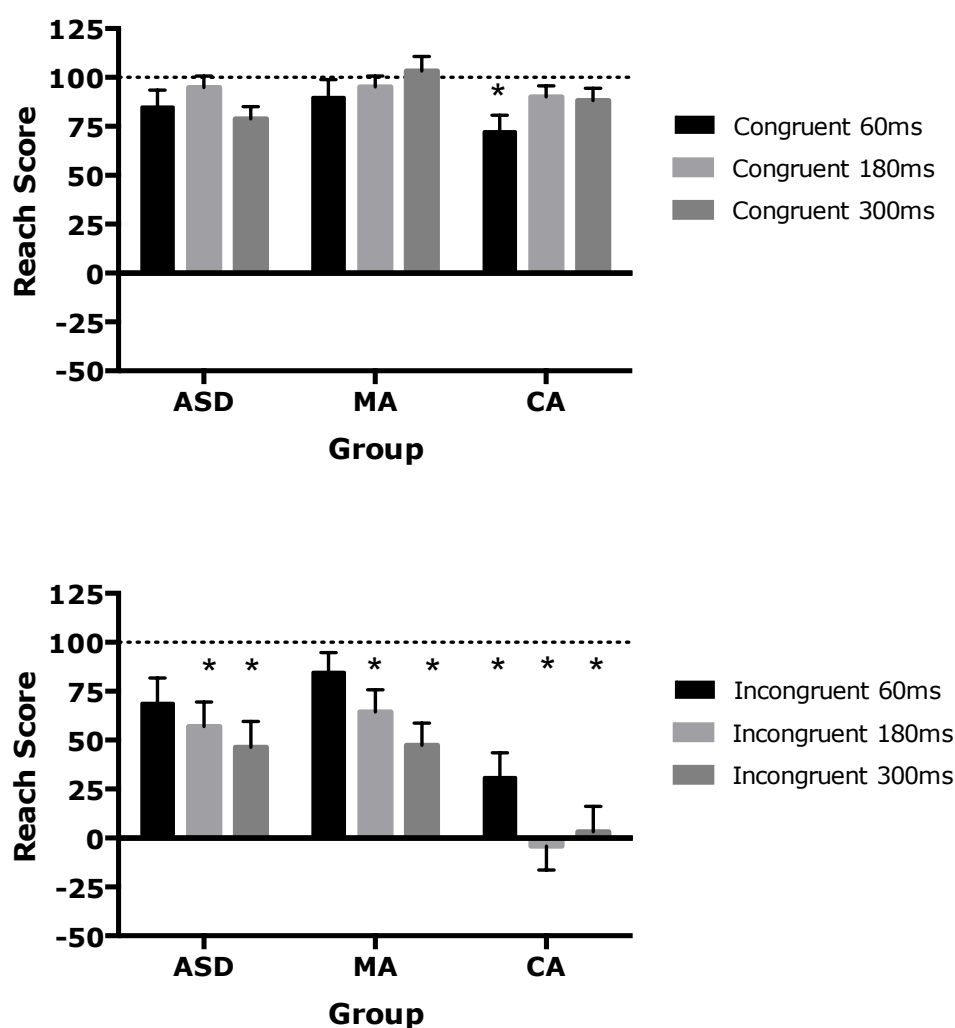 125
100
75
50
25
0
-25
-50
Reach Score
*
ASD MA CA
Group
Congruent 60ms
Congruent 180ms
Congruent 300ms
125
100
75
50
25
0
-25
-50
Reach Score
* * * * * * *
ASD MA CA
Group
Incongruent 60ms
Incongruent 180ms
Incongruent 300ms